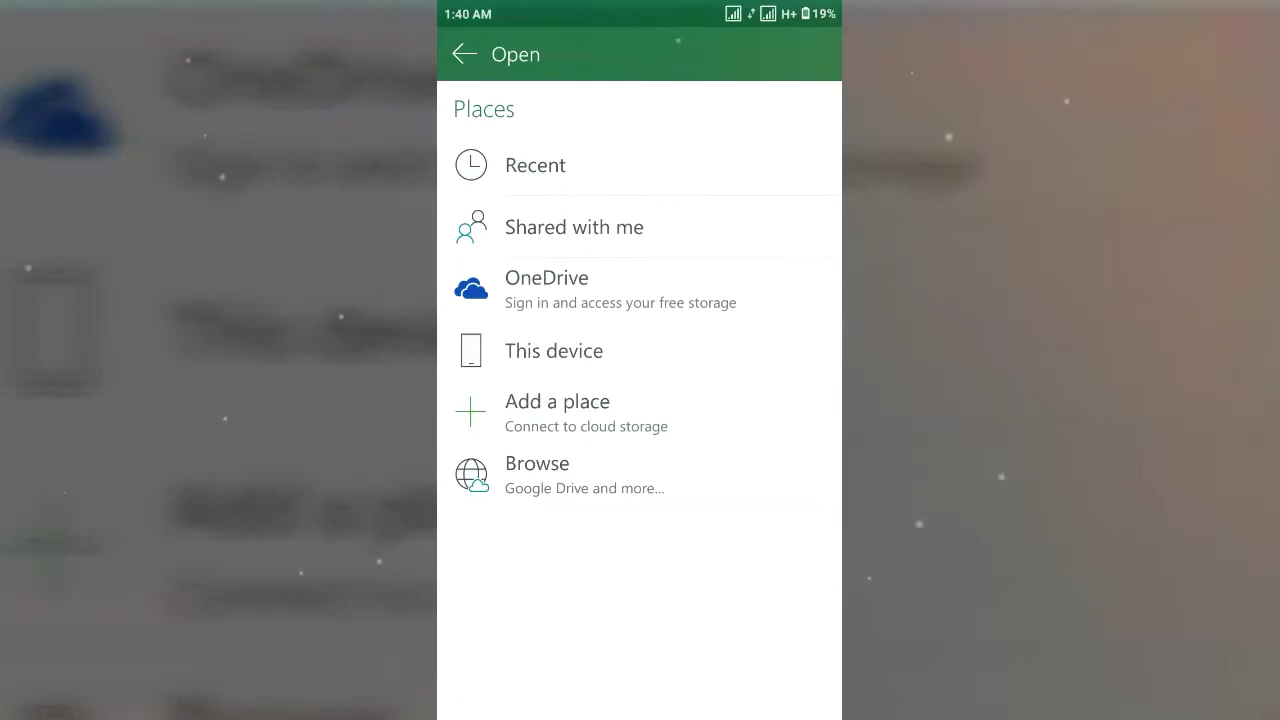 1:40 AM H+ 19%
Open
Places
Recent
Shared with me
OneDrive
Sign in and access your free storage
This device
Add a place
Connect to cloud storage
Browse
Google Drive and more...